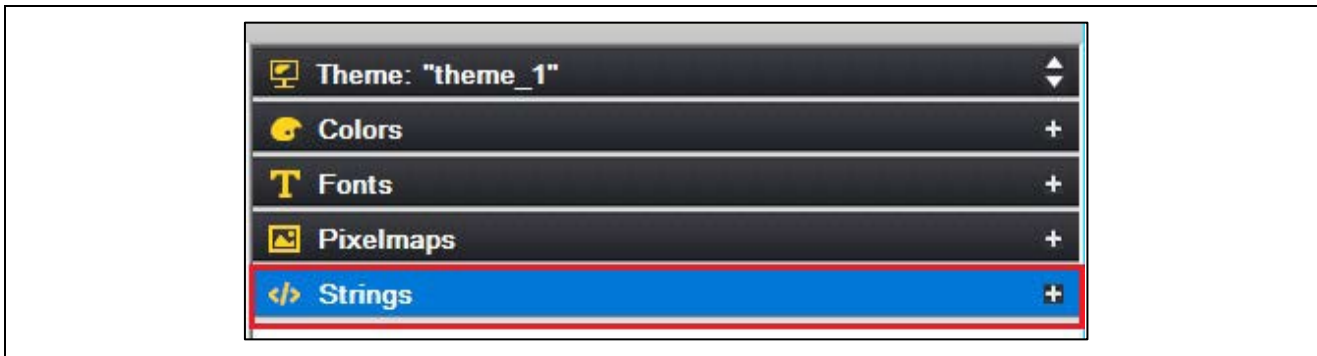 Theme: "theme_1"
Colors +
Fonts +
Pixelmaps +
</> Strings +